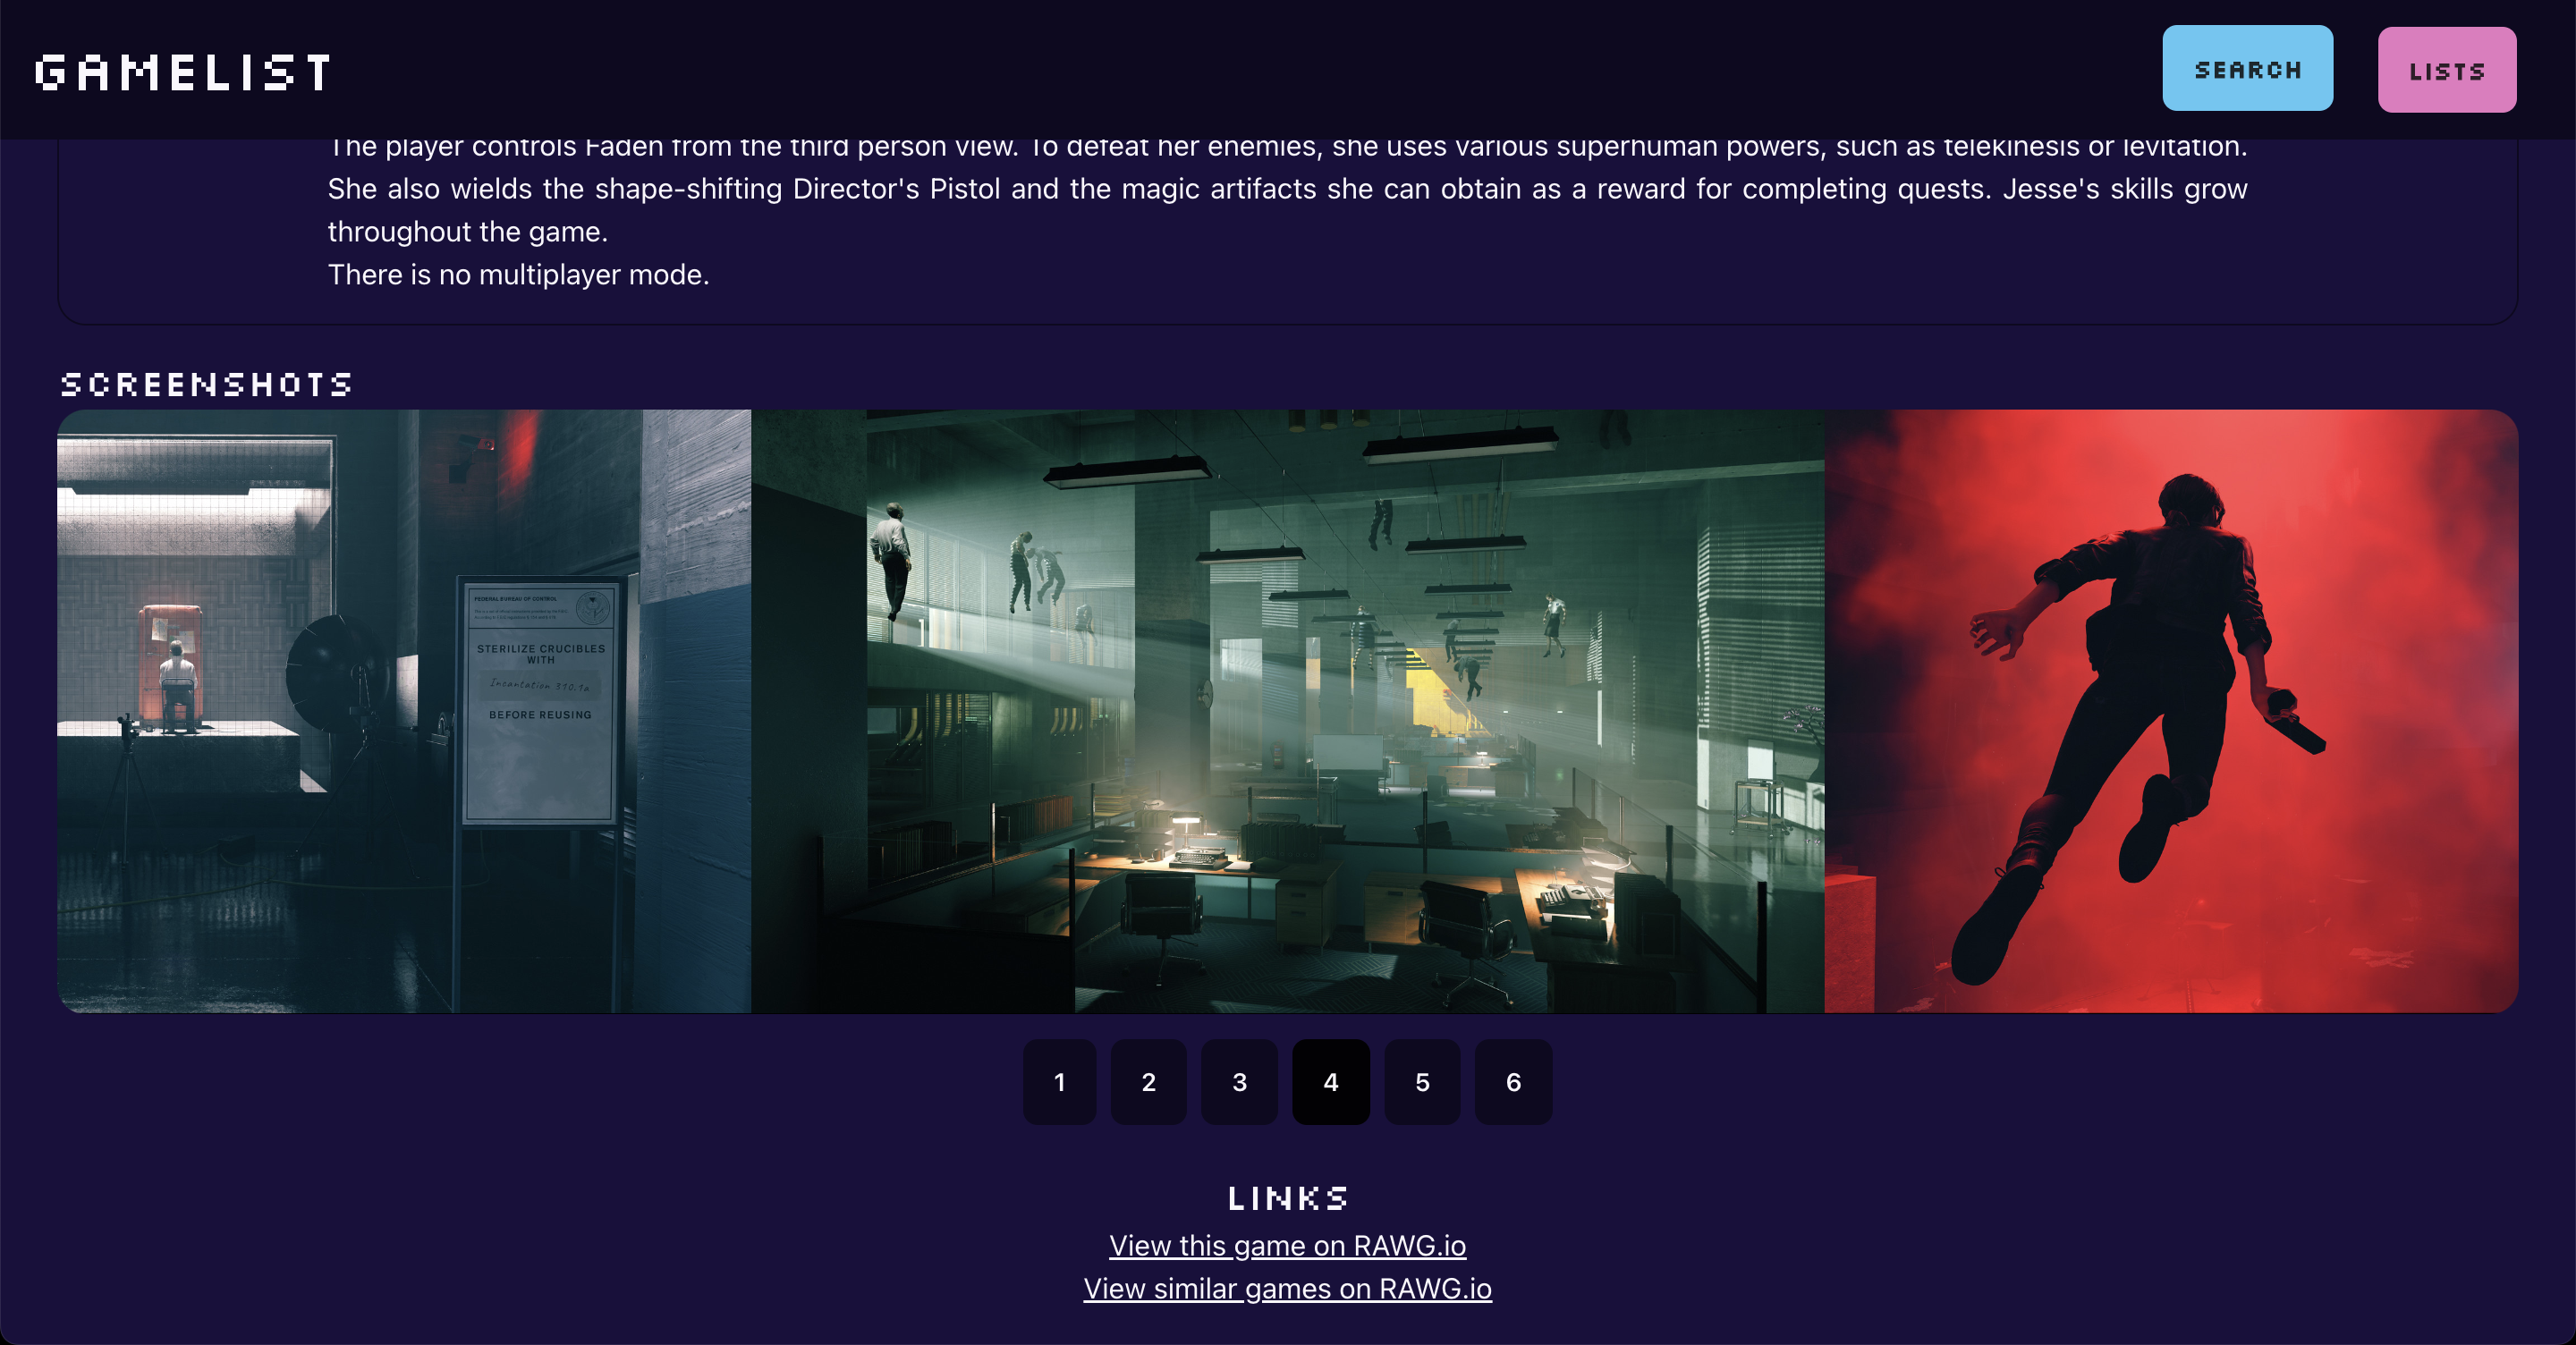 GAMELIST
SEARCH
LISTS
The player controls Faden from the third person view. To defeat her enemies, she uses various superhuman powers, such as telekinesis or levitation.
She also wields the shape-shifting Director's Pistol and the magic artifacts she can obtain as a reward for completing quests. Jesse's skills grow
throughout the game.
There is no multiplayer mode.
SCREENSHOTS
FEDERAL BUREAU OF CONTROL
STERILIZE CRUCIBLES
WITH
Incantation 310.1a
BEFORE REUSING
1 2 3 4 5 6
LINKS
View this game on RAWG.io
View similar games on RAWG.io